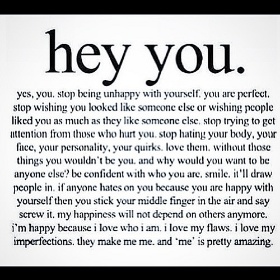 hey you.
yes, you. stop being unhappy with yourself. you are perfect.
stop wishing you looked like someone else or wishing people
liked you as much as they like someone else. stop trying to get
attention from those who hurt you. stop hating your body, your
face, your personality, your quirks. love them. without those
things you wouldn't be you. and why would you want to be
anyone else? be confident with who you are. smile. it'll draw
people in. if anyone hates on you because you are happy with
yourself then you stick your middle finger in the air and say
screw it. my happiness will not depend on others anymore.
i'm happy because i love who i am. i love my flaws. i love my
imperfections. they make me me. and 'me' is pretty amazing.